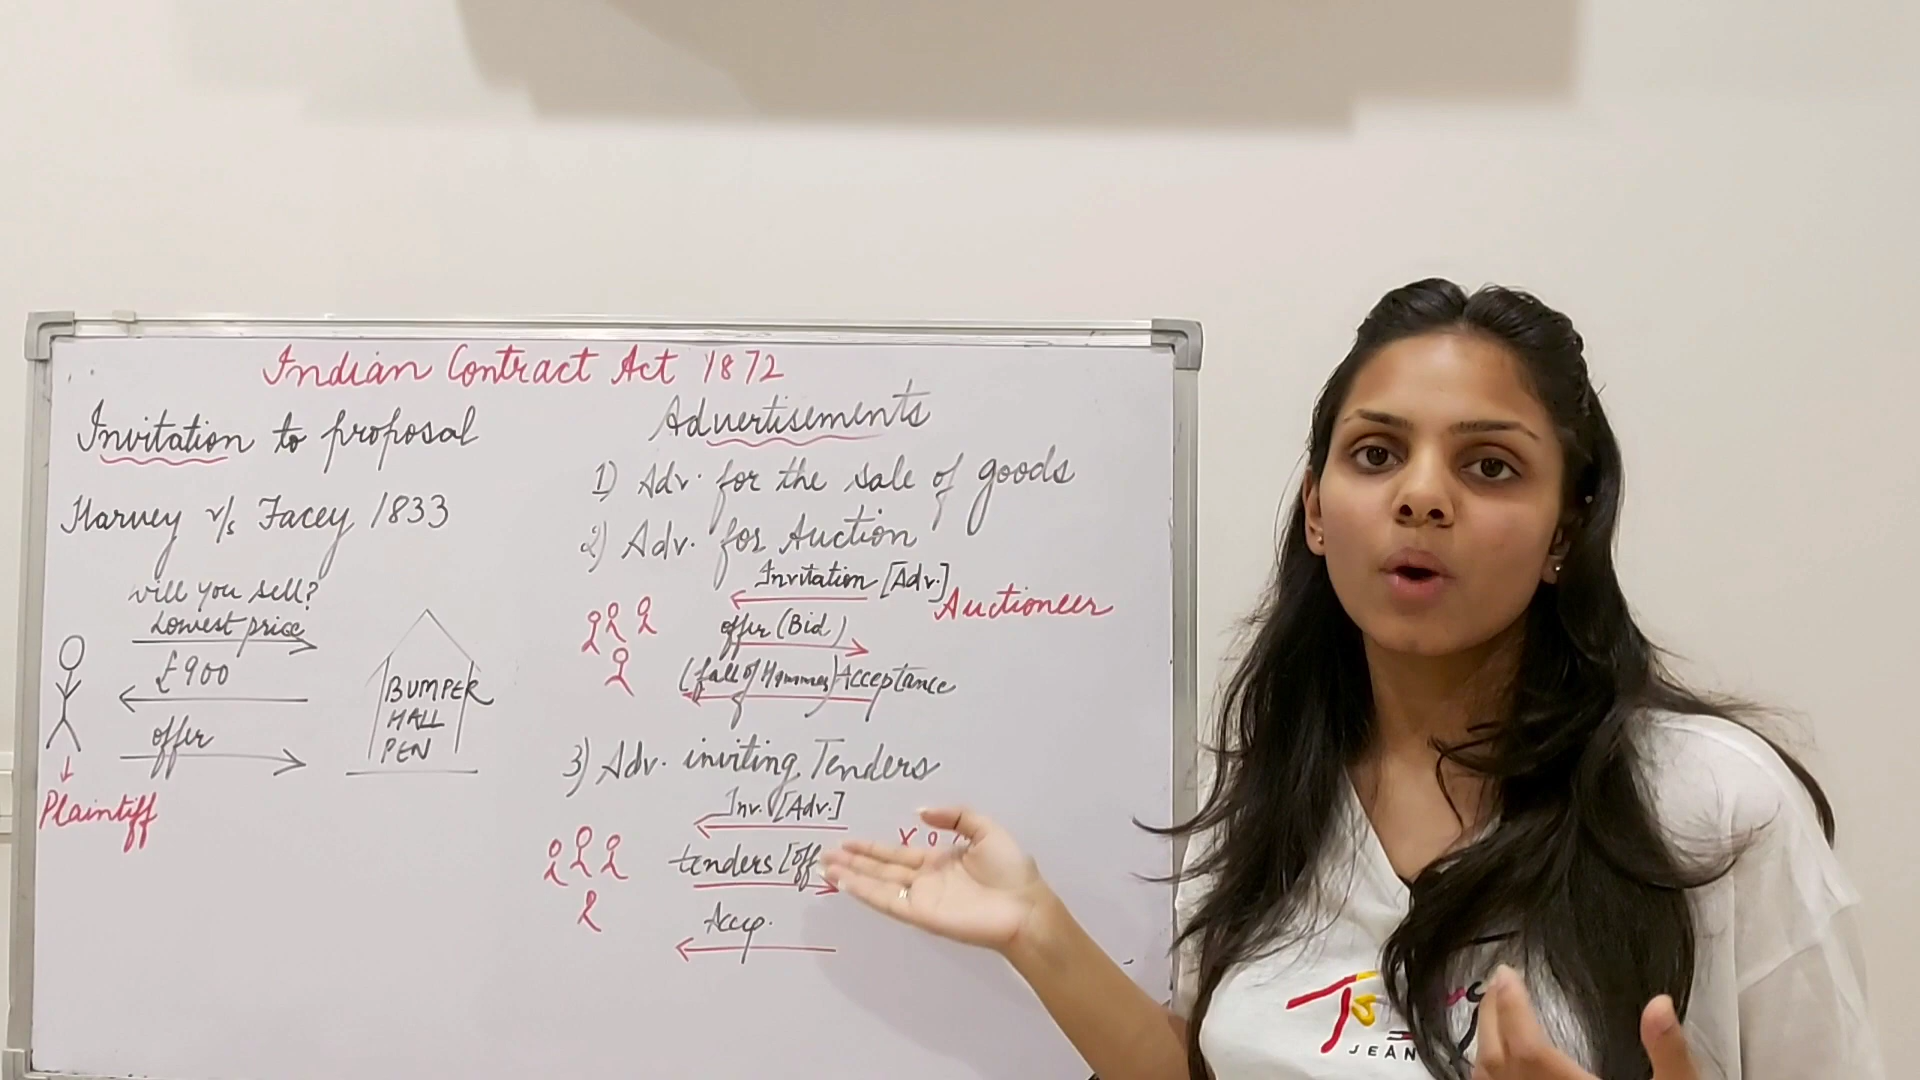 Indian Contract Act 1872
Invitation to proposal
Harvey v/s Facey 1833
will you sell?
Lowest price
£900
offer
Plaintiff
BUMPER
HALL
PEN
Advertisements
1) Adv. for the sale of goods
2) Adv. for Auction
Invitation [Adv.]
Auctioneer
offer (Bid)
(fall of Hammer) Acceptance
3) Adv. inviting Tenders
Inv. [Adv.]
tenders [off
Accp.
JEAN